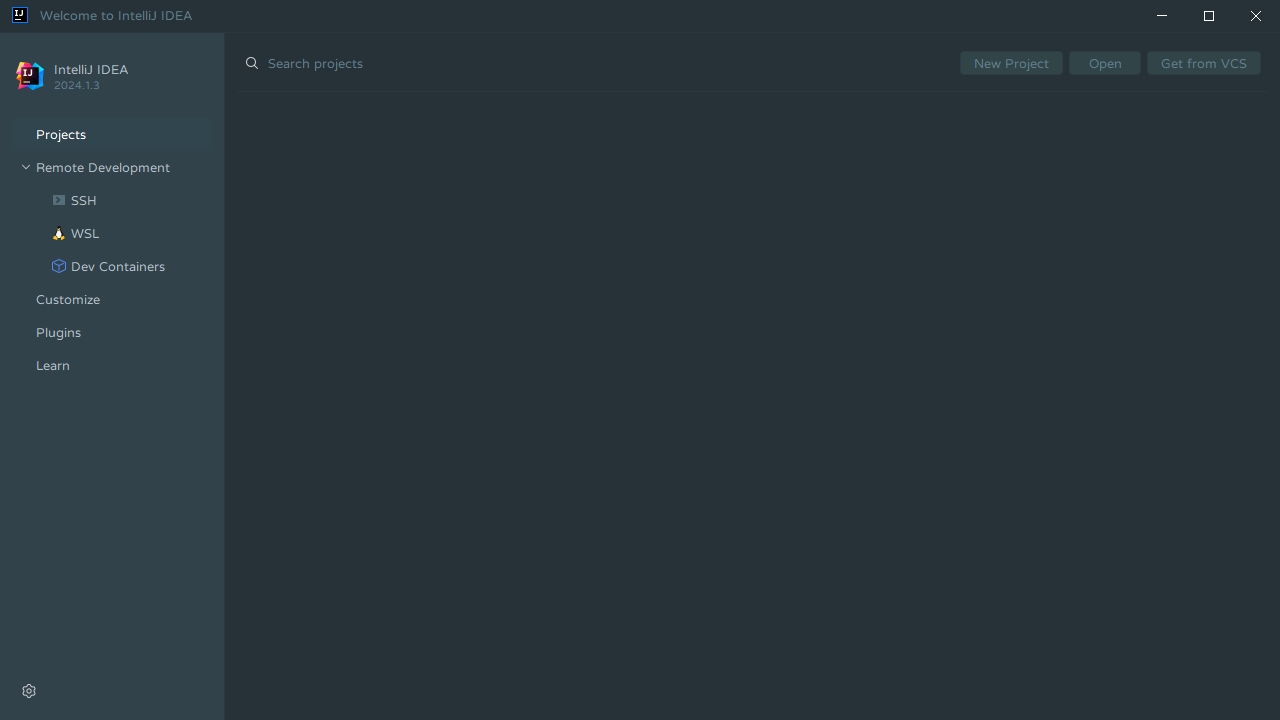 Welcome to IntelliJ IDEA
IntelliJ IDEA
2024.1.3
Search projects
New Project
Open
Get from VCS
Projects
Remote Development
SSH
WSL
Dev Containers
Customize
Plugins
Learn